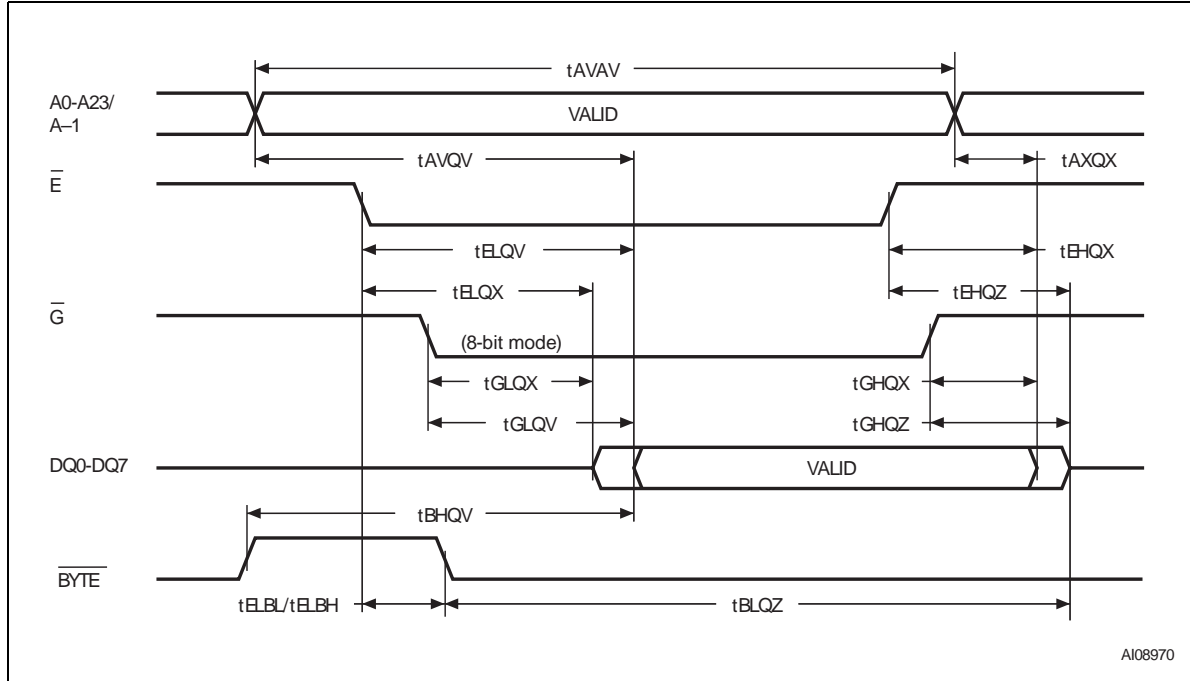 tAVAV
A0-A23/
A–1
VALID
tAVQV
tAXQX
E
tELQV
tEHQX
tELQX
tEHQZ
G
(8-bit mode)
tGLQX
tGHQX
tGLQV
tGHQZ
DQ0-DQ7
VALID
tBHQV
BYTE
tELBL/tELBH
tBLQZ
AI08970